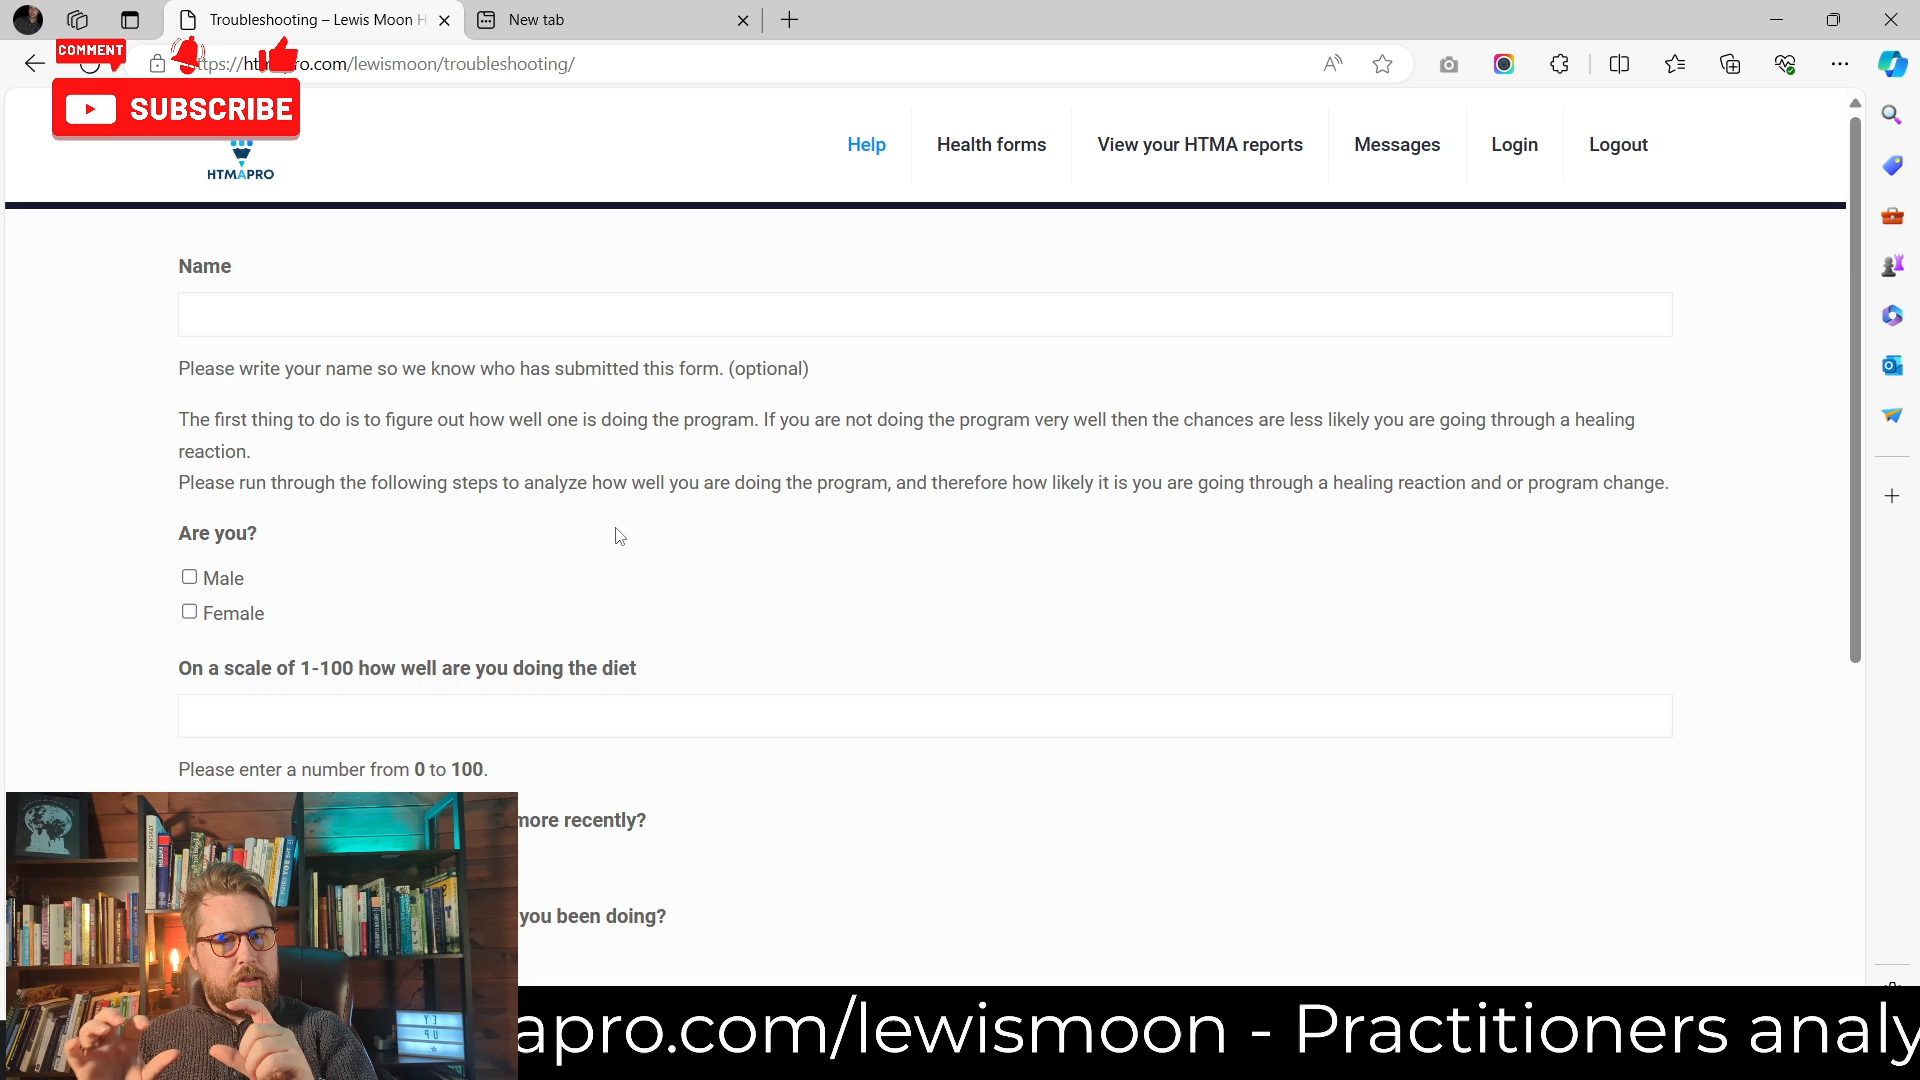 Troubleshooting – Lewis Moon H
New tab
COMMENT
ro.com/lewismoon/troubleshooting/
SUBSCRIBE
HTMAPRO
Help
Health forms
View your HTMA reports
Messages
Login
Logout
Name
Please write your name so we know who has submitted this form. (optional)
The first thing to do is to figure out how well one is doing the program. If you are not doing the program very well then the chances are less likely you are going through a healing
reaction.
Please run through the following steps to analyze how well you are doing the program, and therefore how likely it is you are going through a healing reaction and or program change.
Are you?
Male
Female
On a scale of 1-100 how well are you doing the diet
Please enter a number from 0 to 100.
more recently?
you been doing?
apro.com/lewismoon - Practitioners analy